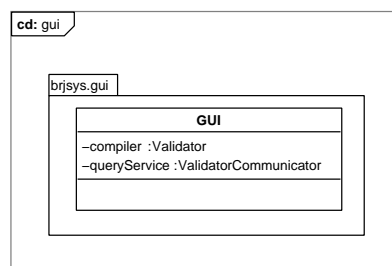 cd: gui
brjsys.gui
GUI
–compiler :Validator
–queryService :ValidatorCommunicator